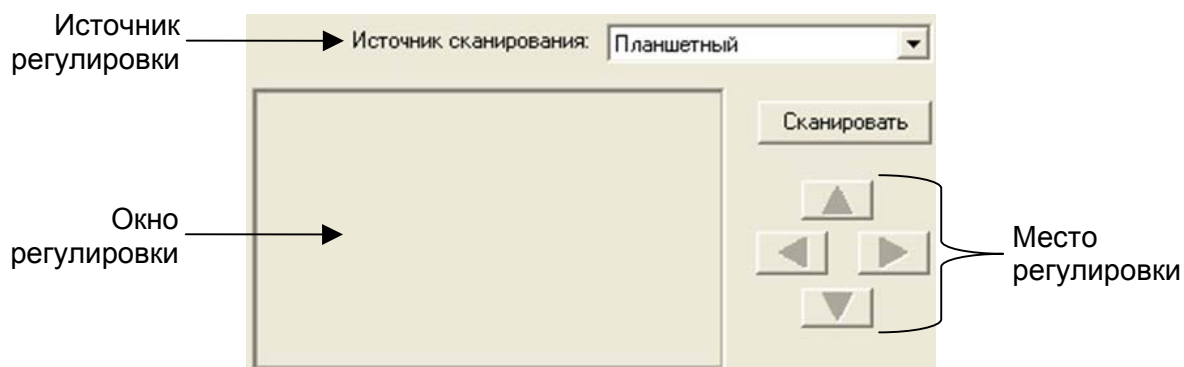 Источник
регулировки
Источник сканирования: Планшетный
Сканировать
Окно
регулировки
Место
регулировки